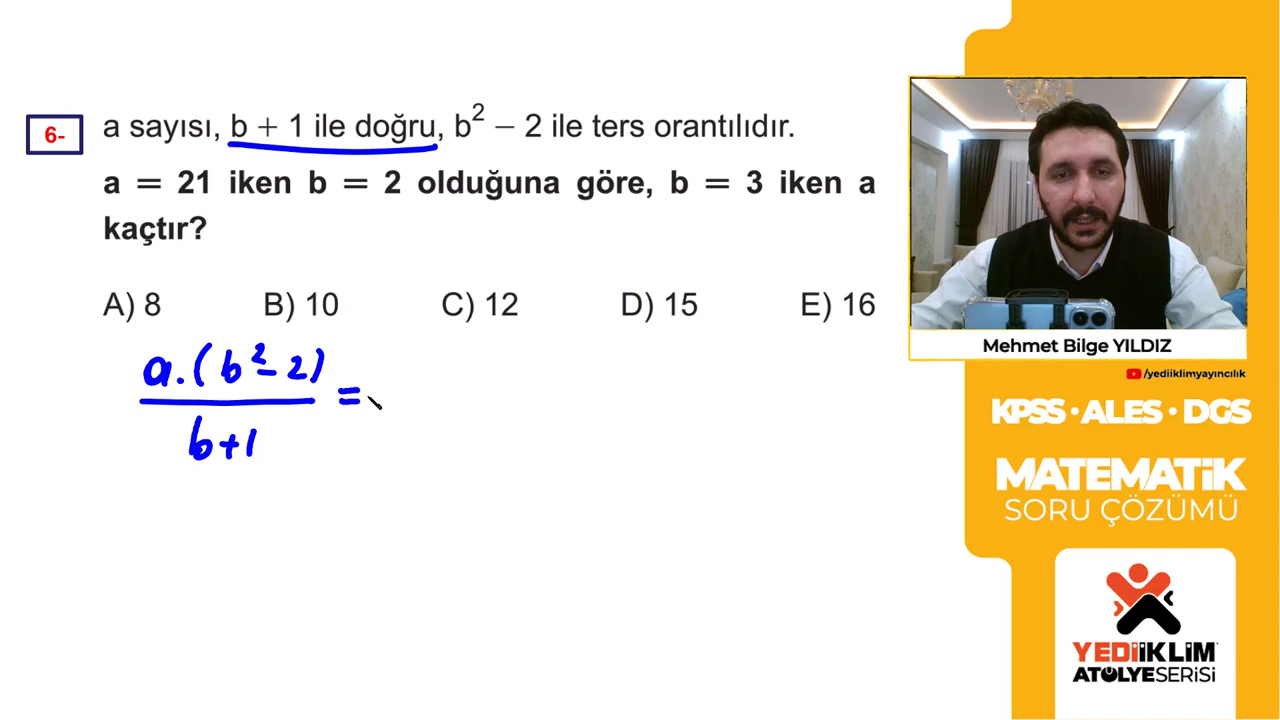 6-
a sayısı, b + 1 ile doğru, b² − 2 ile ters orantılıdır.
a = 21 iken b = 2 olduğuna göre, b = 3 iken a
kaçtır?
A) 8 B) 10 C) 12 D) 15 E) 16
a.(b²-2)
=
b+1
Mehmet Bilge YILDIZ
/yediiklimyayıncılık
KPSS • ALES • DGS
MATEMATİK
SORU ÇÖZÜMÜ
YEDİİKLİM
ATÖLYESERİSİ